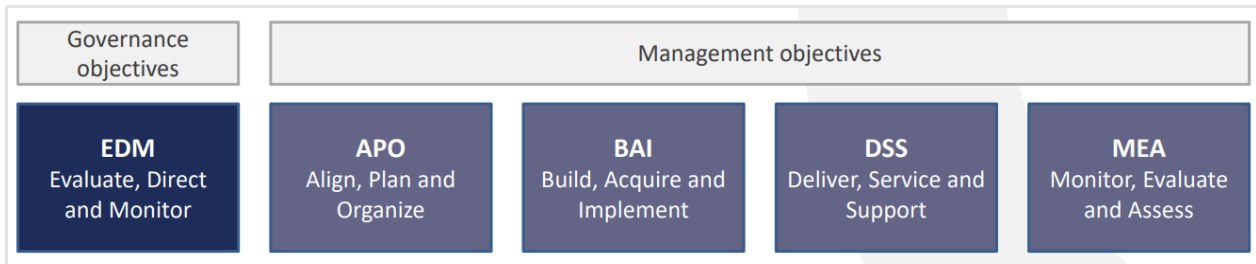 Governance
objectives
Management objectives
EDM
Evaluate, Direct
and Monitor
APO
Align, Plan and
Organize
BAI
Build, Acquire and
Implement
DSS
Deliver, Service and
Support
MEA
Monitor, Evaluate
and Assess